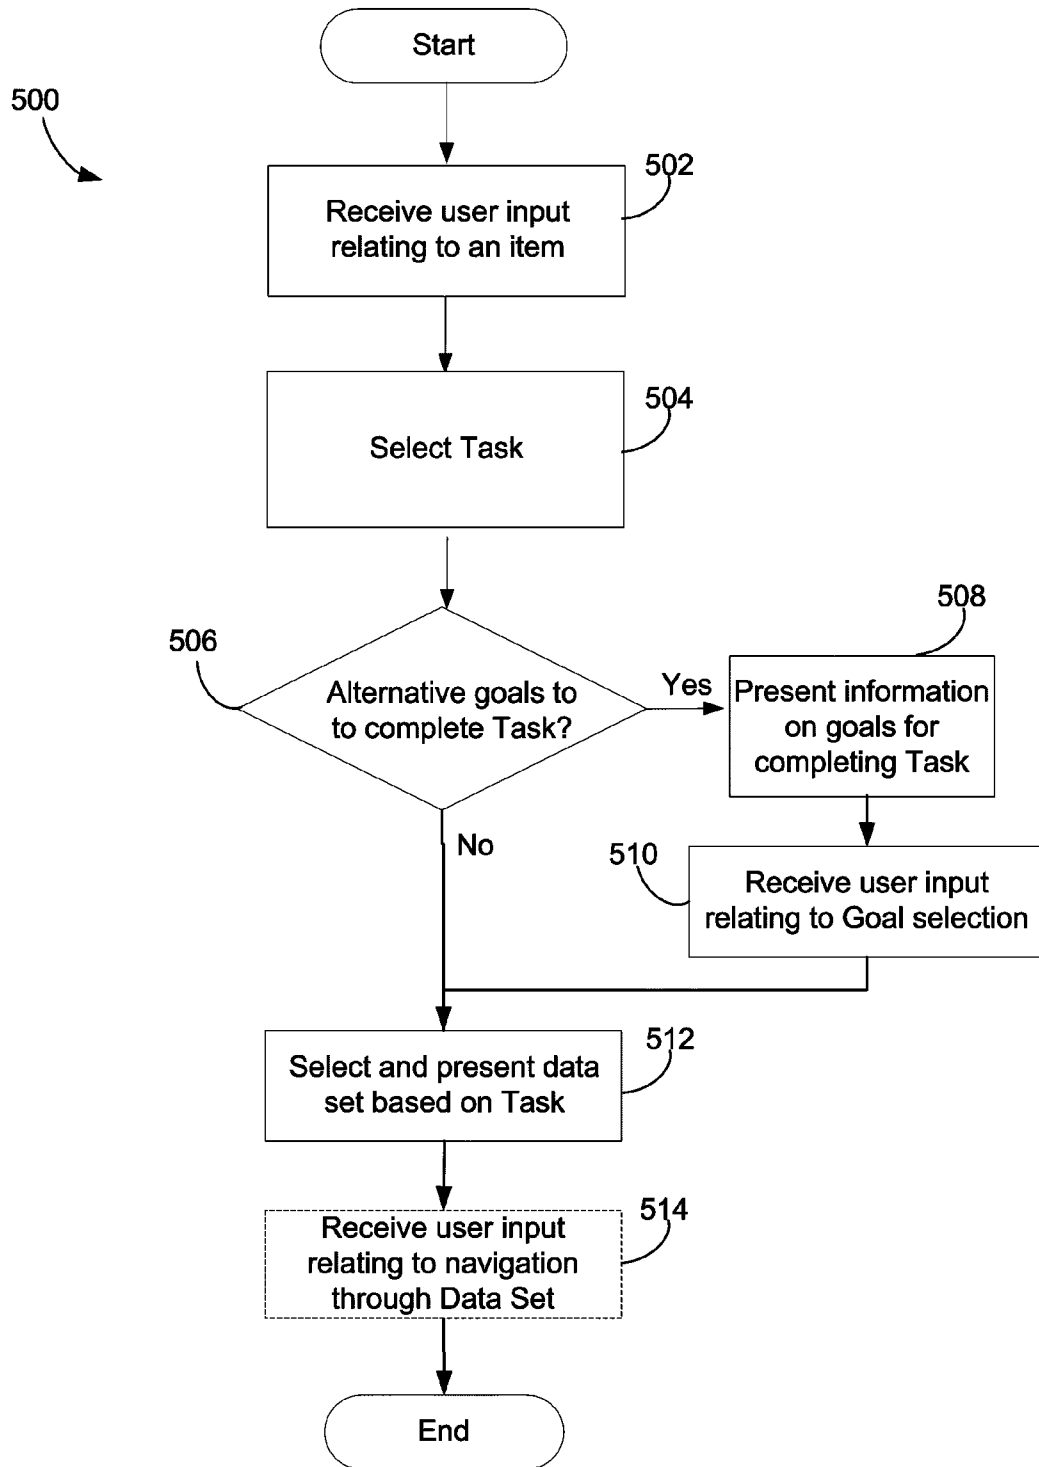 Start
500
502
Receive user input
relating to an item
504
Select Task
506
Alternative goals to
to complete Task?
Yes
508
Present information
on goals for
completing Task
No
510
Receive user input
relating to Goal selection
512
Select and present data
set based on Task
514
Receive user input
relating to navigation
through Data Set
End